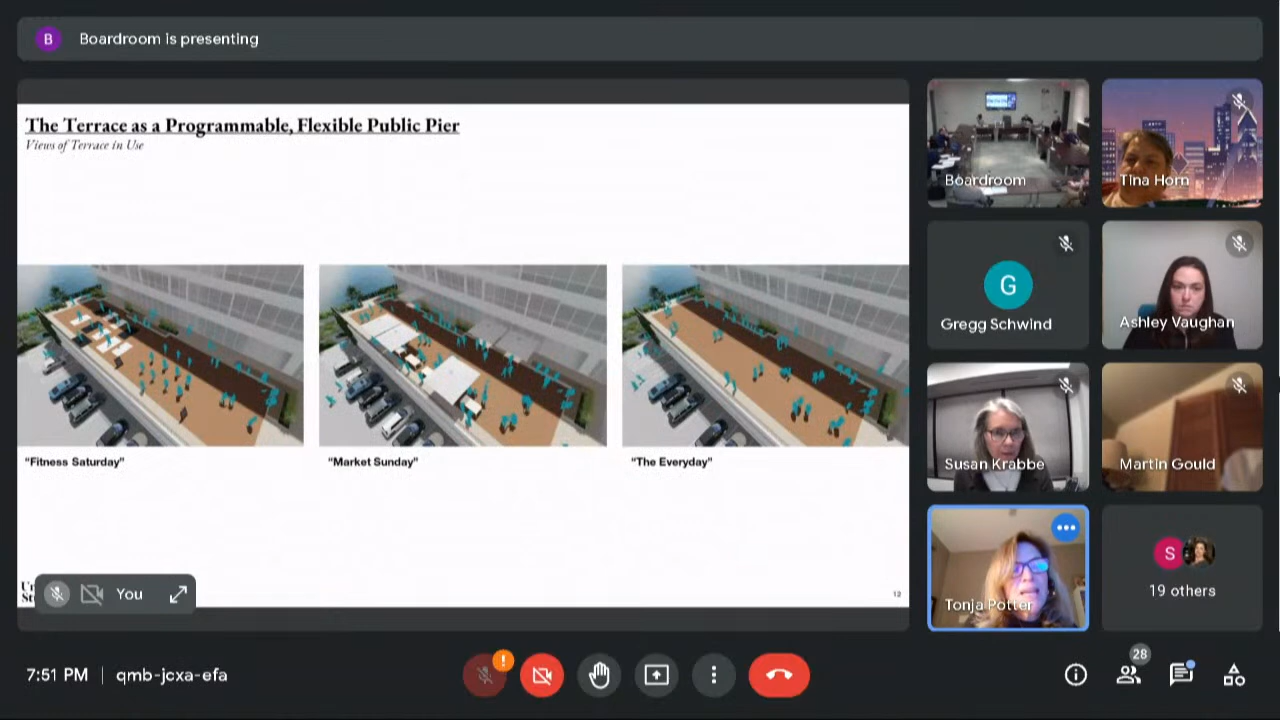 B
Boardroom is presenting
The Terrace as a Programmable, Flexible Public Pier
Views of Terrace in Use
"Fitness Saturday"
"Market Sunday"
"The Everyday"
You
12
Boardroom
Tina Horn
G
Gregg Schwind
Ashley Vaughan
Susan Krabbe
Martin Gould
Tonja Potter
S
19 others
7:51 PM
qmb-jcxa-efa
!
28